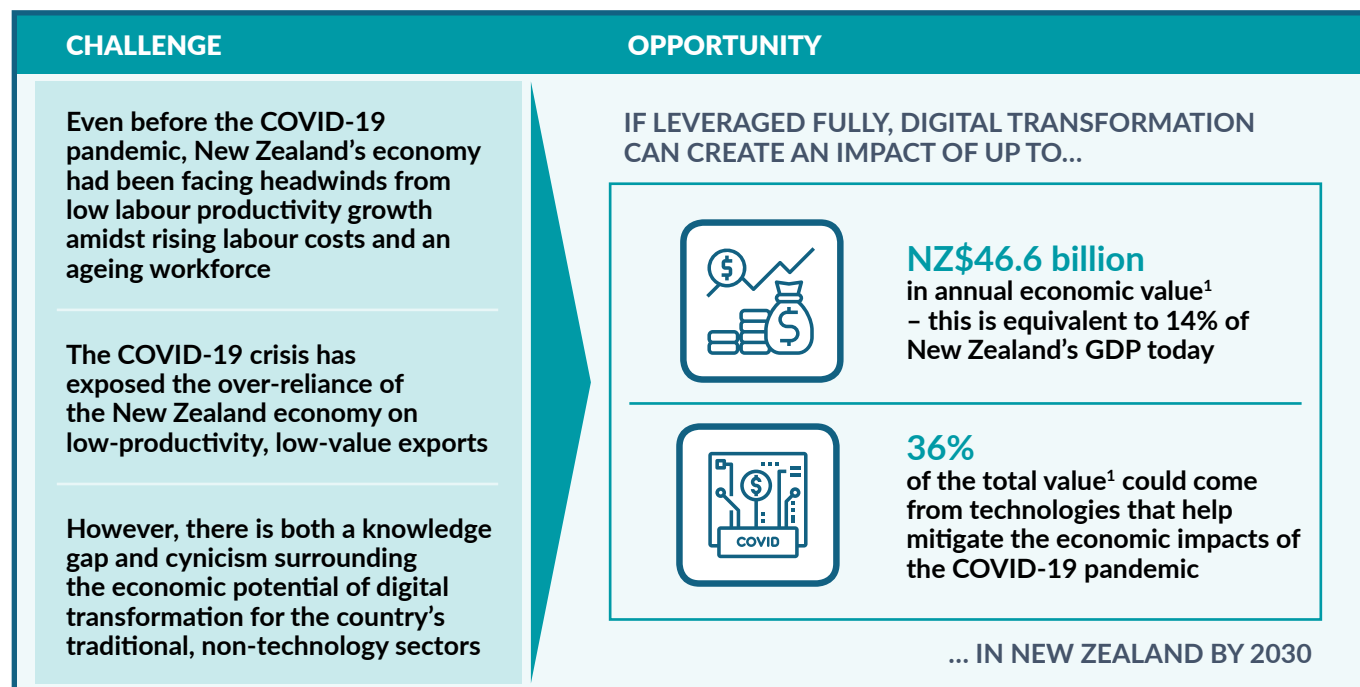 CHALLENGE
OPPORTUNITY
Even before the COVID-19
pandemic, New Zealand’s economy
had been facing headwinds from
low labour productivity growth
amidst rising labour costs and an
ageing workforce
The COVID-19 crisis has
exposed the over-reliance of
the New Zealand economy on
low-productivity, low-value exports
However, there is both a knowledge
gap and cynicism surrounding
the economic potential of digital
transformation for the country’s
traditional, non-technology sectors
IF LEVERAGED FULLY, DIGITAL TRANSFORMATION
CAN CREATE AN IMPACT OF UP TO...
$
$
NZ$46.6 billion
in annual economic value¹
– this is equivalent to 14% of
New Zealand’s GDP today
$
COVID
36%
of the total value¹ could come
from technologies that help
mitigate the economic impacts of
the COVID-19 pandemic
... IN NEW ZEALAND BY 2030